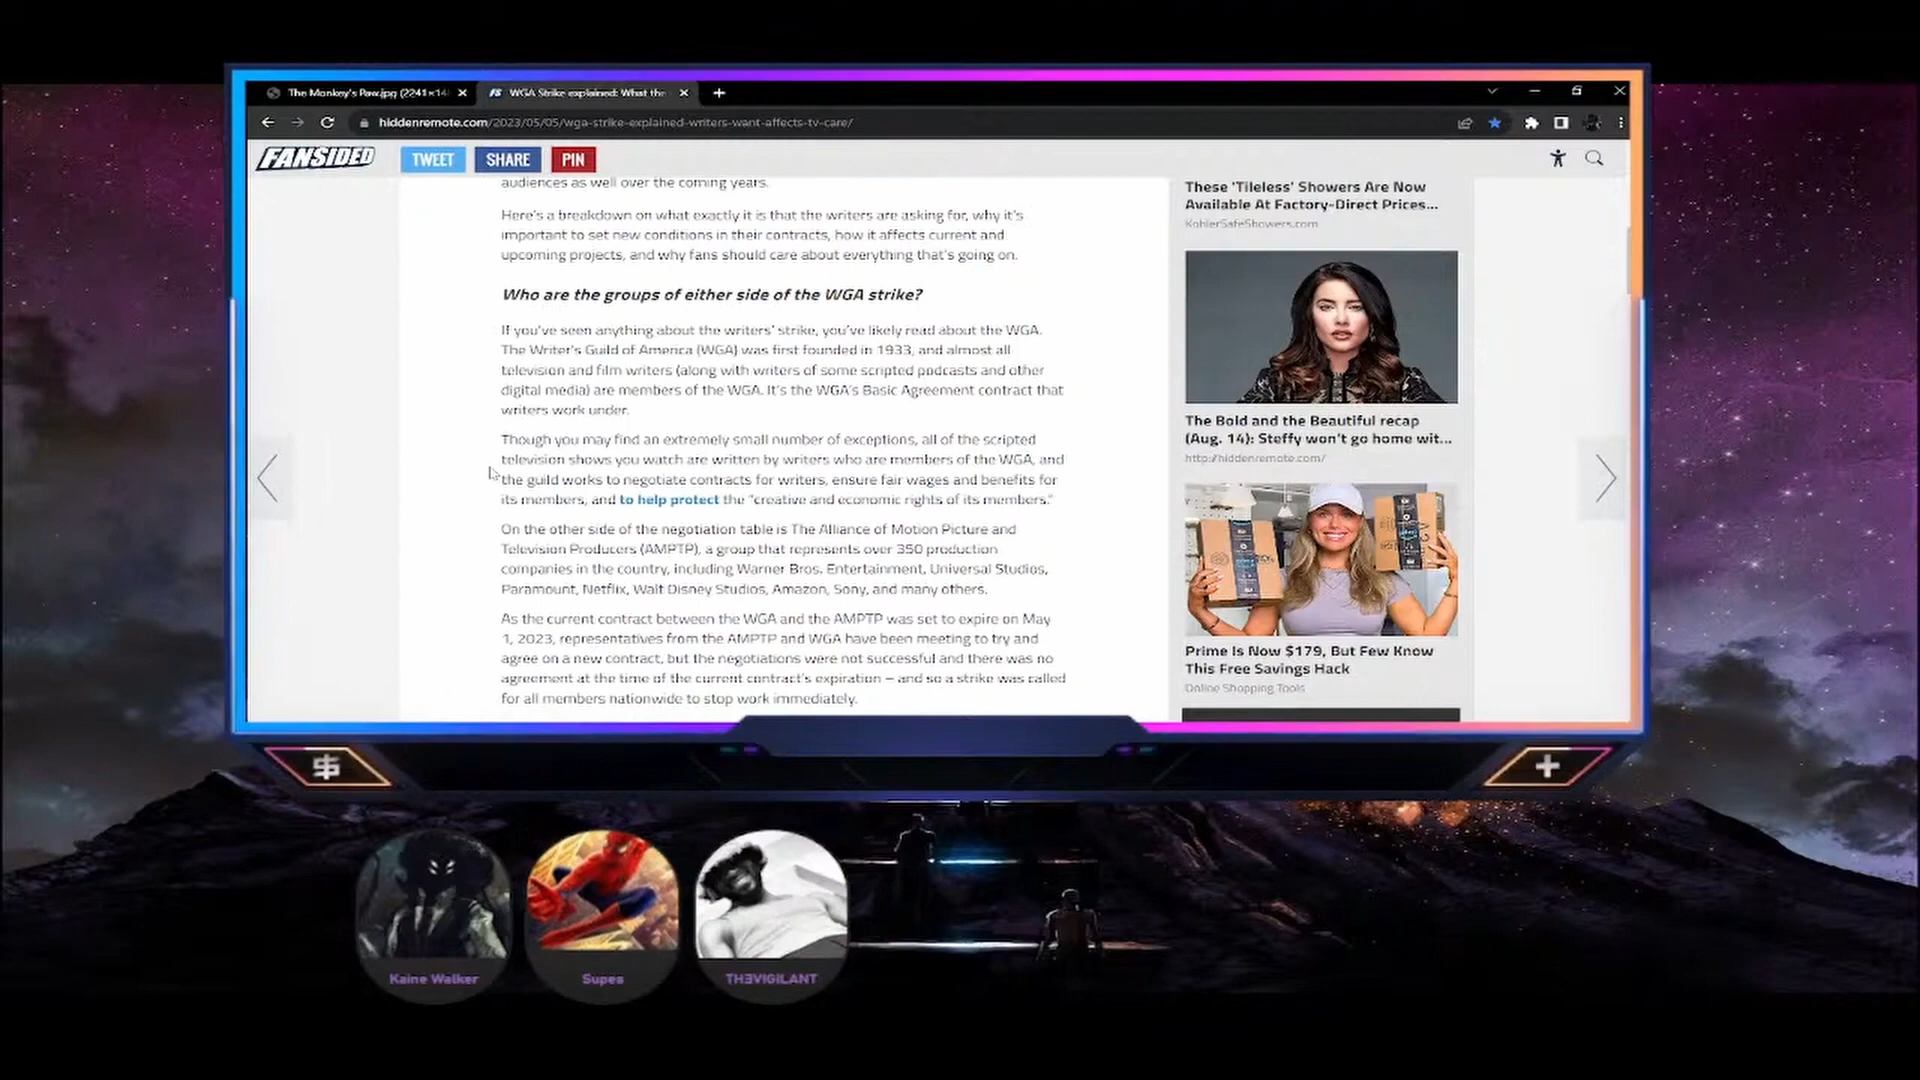 The Monkey's Paw.jpg (2241×14
WGA Strike explained: What the
hiddenremote.com/2023/05/05/wga-strike-explained-writers-want-affects-tv-care/
FANSIDED
TWEET
SHARE
PIN
audiences as well over the coming years.
Here's a breakdown on what exactly it is that the writers are asking for, why it's
important to set new conditions in their contracts, how it affects current and
upcoming projects, and why fans should care about everything that's going on.
Who are the groups of either side of the WGA strike?
If you've seen anything about the writers' strike, you've likely read about the WGA.
The Writer's Guild of America (WGA) was first founded in 1933, and almost all
television and film writers (along with writers of some scripted podcasts and other
digital media) are members of the WGA. It's the WGA's Basic Agreement contract that
writers work under.
Though you may find an extremely small number of exceptions, all of the scripted
television shows you watch are written by writers who are members of the WGA, and
the guild works to negotiate contracts for writers, ensure fair wages and benefits for
its members, and to help protect the "creative and economic rights of its members."
On the other side of the negotiation table is The Alliance of Motion Picture and
Television Producers (AMPTP), a group that represents over 350 production
companies in the country, including Warner Bros. Entertainment, Universal Studios,
Paramount, Netflix, Walt Disney Studios, Amazon, Sony, and many others.
As the current contract between the WGA and the AMPTP was set to expire on May
1, 2023, representatives from the AMPTP and WGA have been meeting to try and
agree on a new contract, but the negotiations were not successful and there was no
agreement at the time of the current contract's expiration – and so a strike was called
for all members nationwide to stop work immediately.
These 'Tileless' Showers Are Now
Available At Factory-Direct Prices...
KohlerSafeShowers.com
The Bold and the Beautiful recap
(Aug. 14): Steffy won't go home wit...
http://hiddenremote.com/
Prime Is Now $179, But Few Know
This Free Savings Hack
Online Shopping Tools
$
+
Kaine Walker
Supes
TH3VIGILANT